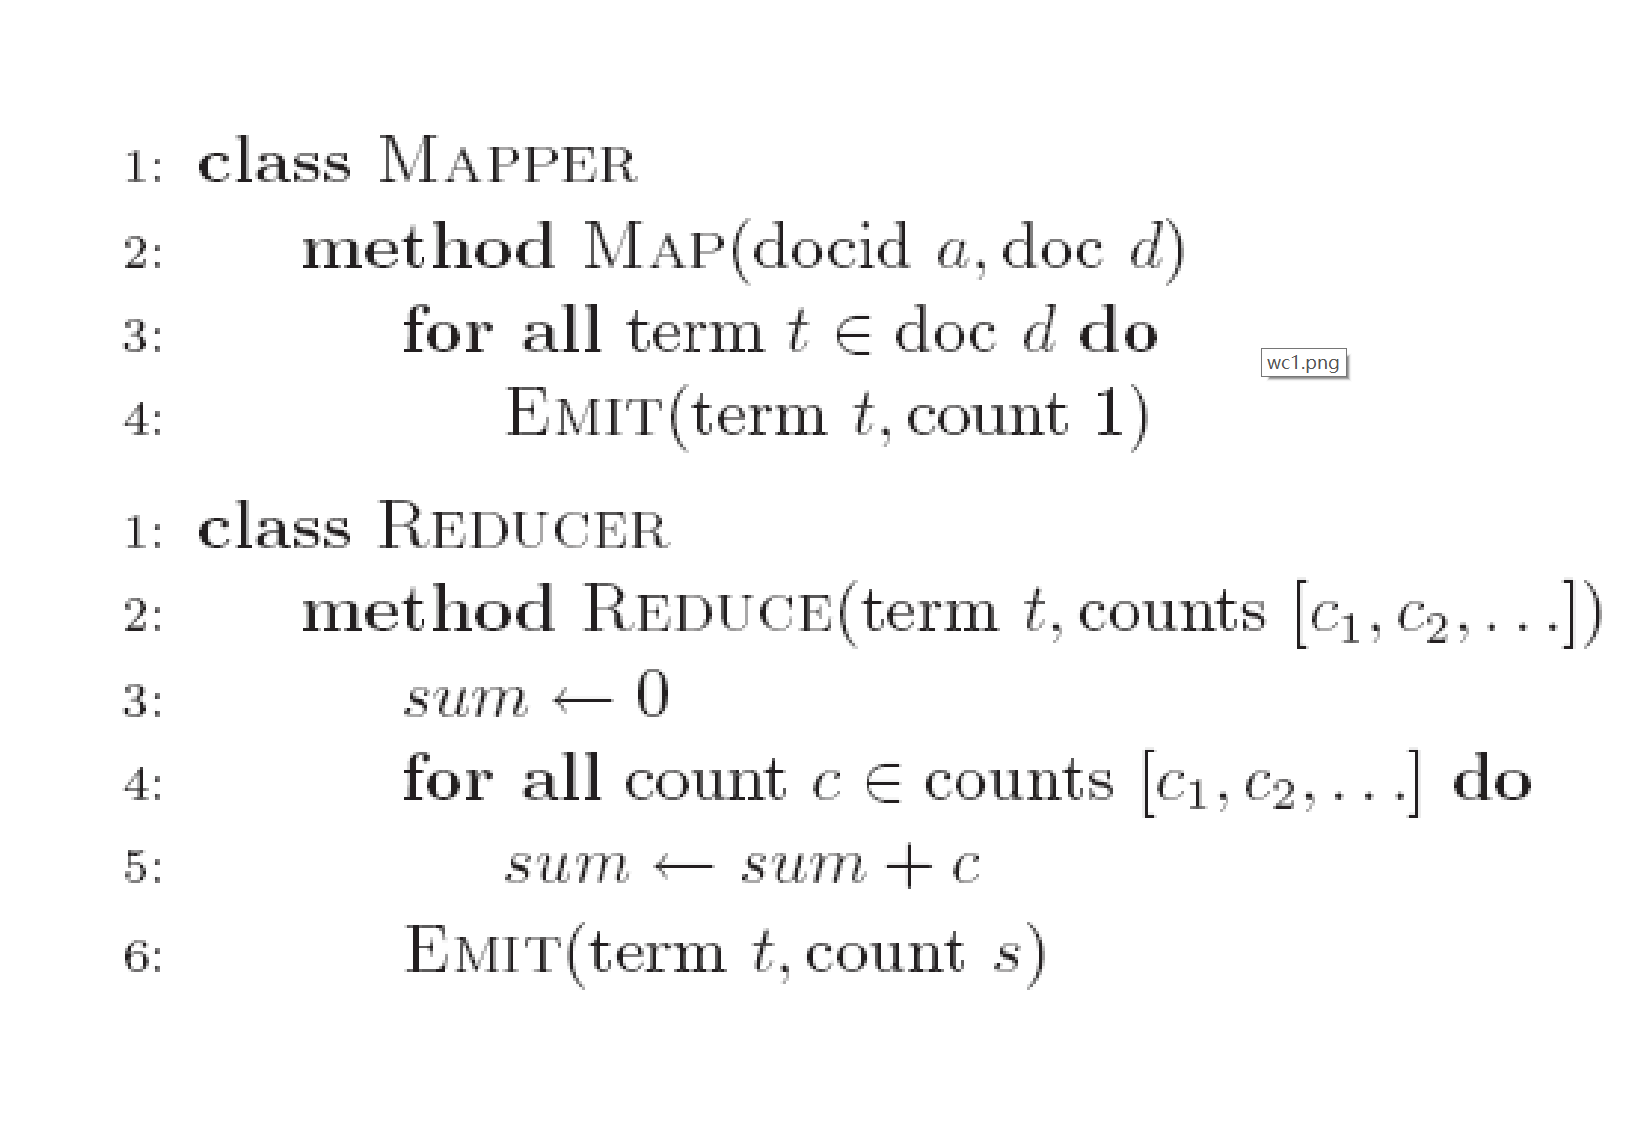 1: class MAPPER
2: method MAP(docid a, doc d)
3: for all term t ∈ doc d do
4: EMIT(term t, count 1)
wc1.png
1: class REDUCER
2: method REDUCE(term t, counts [c₁, c₂, . . .])
3: sum ← 0
4: for all count c ∈ counts [c₁, c₂, . . .] do
5: sum ← sum + c
6: EMIT(term t, count s)